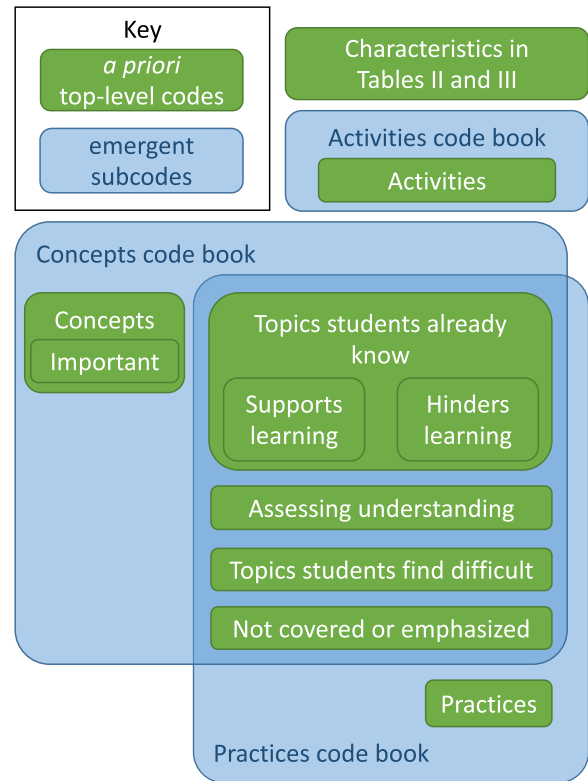 Key
a priori
top-level codes
emergent
subcodes
Characteristics in
Tables II and III
Activities code book
Activities
Concepts code book
Concepts
Important
Topics students already
know
Supports
learning
Hinders
learning
Assessing understanding
Topics students find difficult
Not covered or emphasized
Practices
Practices code book